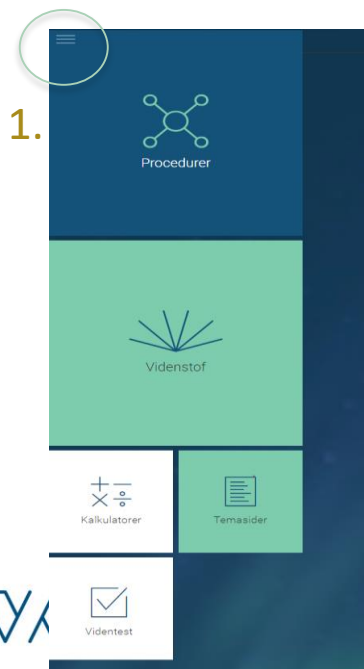 1.
Procedurer
Videnstof
Kalkulatorer
Temasider
Videntest